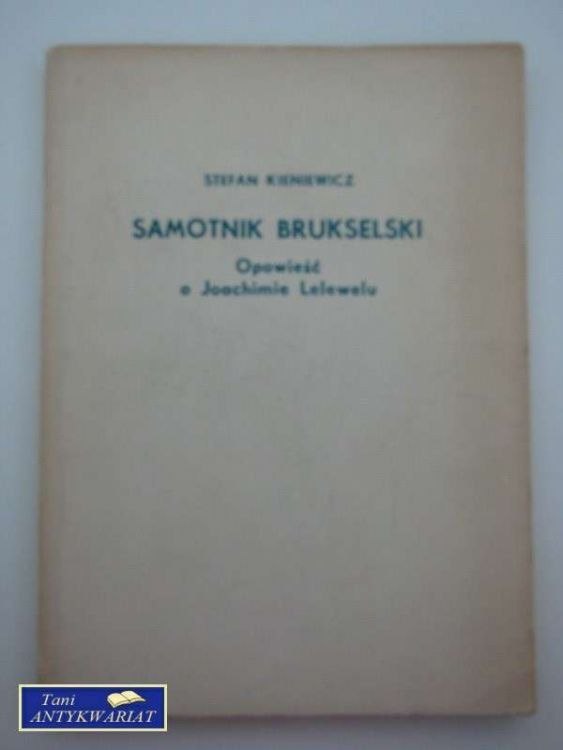 STEFAN KIENIEWICZ
SAMOTNIK BRUKSELSKI
Opowieść
o Joachimie Lelewelu
Tani
ANTYKWARIAT